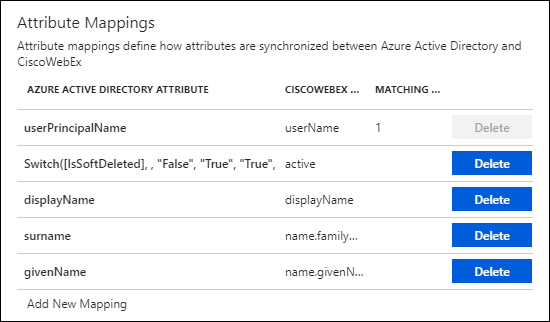 Attribute Mappings
Attribute mappings define how attributes are synchronized between Azure Active Directory and
CiscoWebEx
AZURE ACTIVE DIRECTORY ATTRIBUTE CISCOWEBEX ... MATCHING ...
userPrincipalName userName 1 Delete
Switch([IsSoftDeleted], , "False", "True", "True", active Delete
displayName displayName Delete
surname name.family... Delete
givenName name.givenN... Delete
Add New Mapping